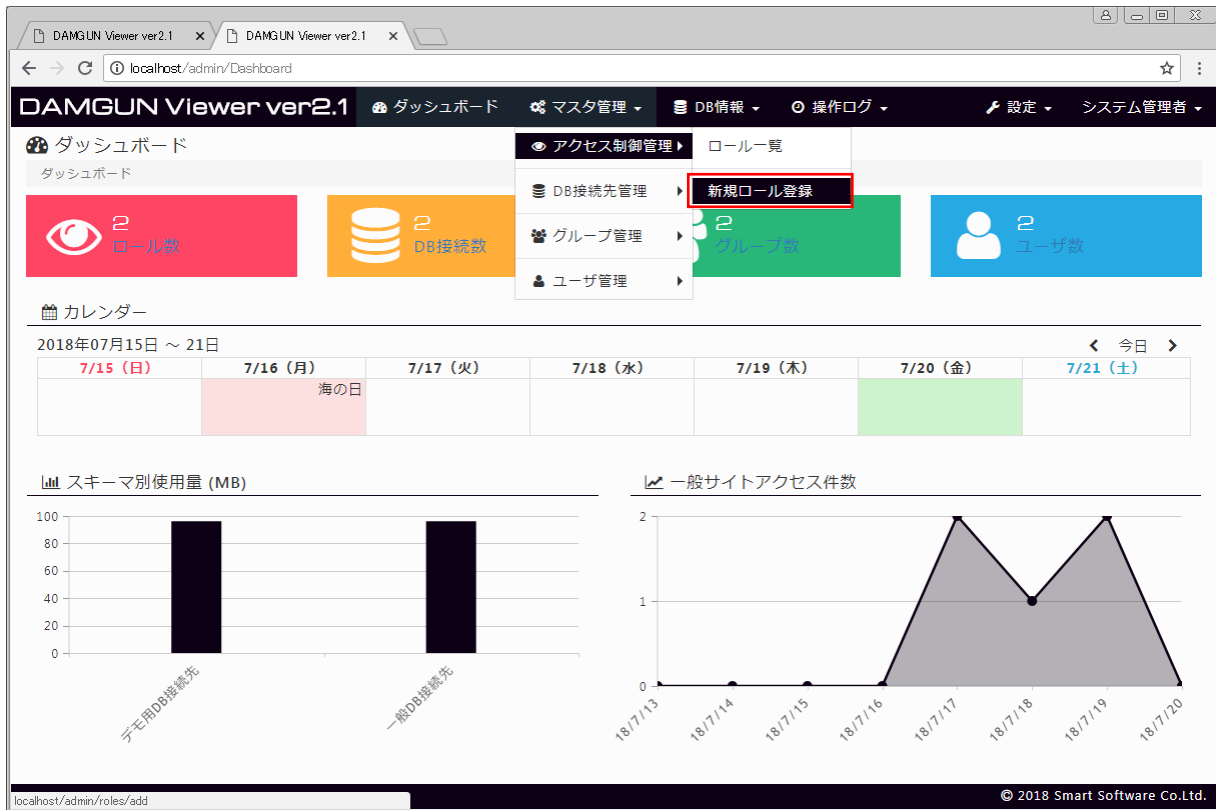 DAMGUN Viewer ver2.1
DAMGUN Viewer ver2.1
localhost/admin/Dashboard
DAMGUN Viewer ver2.1 ダッシュボード マスタ管理 DB情報 操作ログ 設定 システム管理者
ダッシュボード
アクセス制御管理 ロール一覧
ダッシュボード
DB接続先管理 新規ロール登録
グループ管理
ユーザ管理
2
ロール数
2
DB接続数
2
グループ数
2
ユーザ数
カレンダー
2018年07月15日 ～ 21日 今日
7/15（日） 7/16（月） 7/17（火） 7/18（水） 7/19（木） 7/20（金） 7/21（土）
海の日
スキーマ別使用量 (MB)
100
80
60
40
20
0
デモ用DB接続先 一般DB接続先
一般サイトアクセス件数
2
1
0
18/7/13 18/7/14 18/7/15 18/7/16 18/7/17 18/7/18 18/7/19 18/7/20
localhost/admin/roles/add
© 2018 Smart Software Co.Ltd.